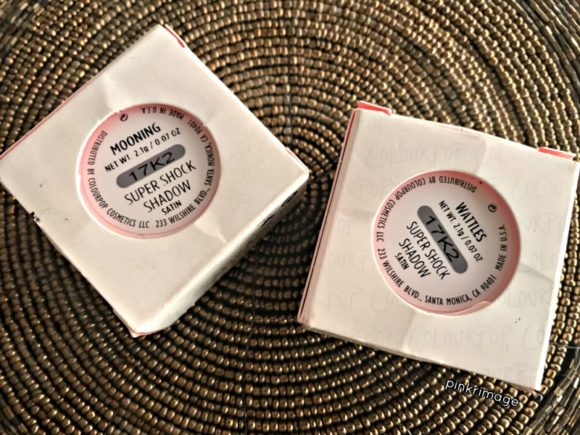 MOONING
NET WT. 2.1g / 0.07 OZ
17K2
SUPER SHOCK
SHADOW
SATIN
DISTRIBUTED BY COLOURPOP COSMETICS LLC 233 WILSHIRE BLVD., SANTA MONICA, CA 90401 MADE IN U.S.A.
WATTLES
NET WT. 2.1g / 0.07 OZ
17K2
SUPER SHOCK
SHADOW
SATIN
DISTRIBUTED BY COLOURPOP COSMETICS LLC 233 WILSHIRE BLVD., SANTA MONICA, CA 90401 MADE IN U.S.A.
COLOURPOP
pinkrimage